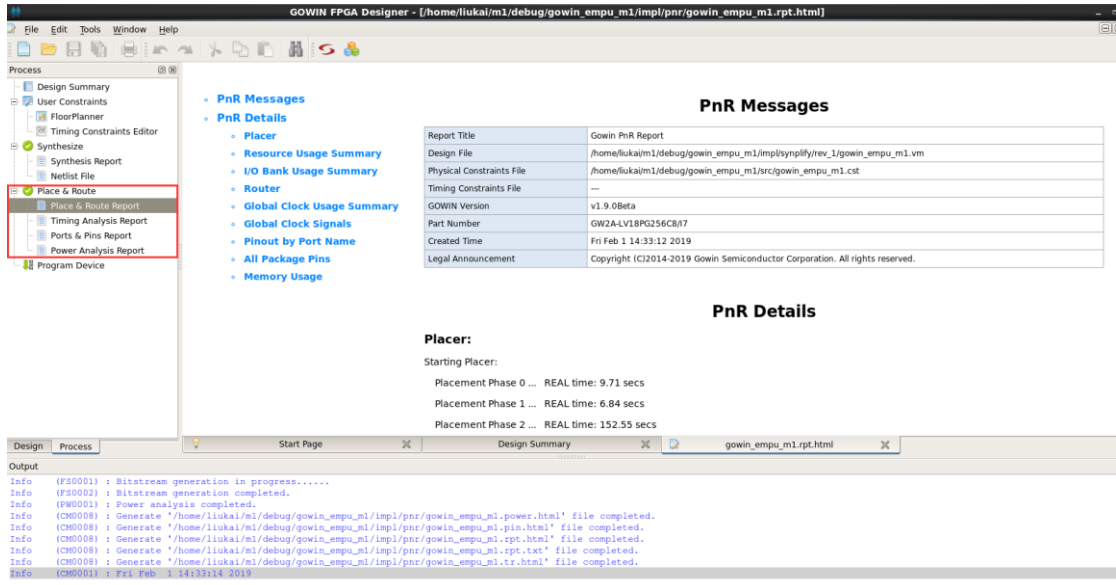 GOWIN FPGA Designer - [/home/liukai/m1/debug/gowin_empu_m1/impl/pnr/gowin_empu_m1.rpt.html]
File Edit Tools Window Help
Process
Design Summary
User Constraints
FloorPlanner
Timing Constraints Editor
Synthesize
Synthesis Report
Netlist File
Place & Route
Place & Route Report
Timing Analysis Report
Ports & Pins Report
Power Analysis Report
Program Device
Design Process
PnR Messages
PnR Details
Placer
Resource Usage Summary
I/O Bank Usage Summary
Router
Global Clock Usage Summary
Global Clock Signals
Pinout by Port Name
All Package Pins
Memory Usage
PnR Messages
Report Title Gowin PnR Report
Design File /home/liukai/m1/debug/gowin_empu_m1/impl/synplify/rev_1/gowin_empu_m1.vm
Physical Constraints File /home/liukai/m1/debug/gowin_empu_m1/src/gowin_empu_m1.cst
Timing Constraints File ---
GOWIN Version v1.9.0Beta
Part Number GW2A-LV18PG256C8/I7
Created Time Fri Feb 1 14:33:12 2019
Legal Announcement Copyright (C)2014-2019 Gowin Semiconductor Corporation. All rights reserved.
PnR Details
Placer:
Starting Placer:
Placement Phase 0 ... REAL time: 9.71 secs
Placement Phase 1 ... REAL time: 6.84 secs
Placement Phase 2 ... REAL time: 152.55 secs
Start Page Design Summary gowin_empu_m1.rpt.html
Output
Info (FS0001) : Bitstream generation in progress......
Info (FS0002) : Bitstream generation completed.
Info (PW0001) : Power analysis completed.
Info (CM0008) : Generate '/home/liukai/m1/debug/gowin_empu_m1/impl/pnr/gowin_empu_m1.power.html' file completed.
Info (CM0008) : Generate '/home/liukai/m1/debug/gowin_empu_m1/impl/pnr/gowin_empu_m1.pin.html' file completed.
Info (CM0008) : Generate '/home/liukai/m1/debug/gowin_empu_m1/impl/pnr/gowin_empu_m1.rpt.html' file completed.
Info (CM0008) : Generate '/home/liukai/m1/debug/gowin_empu_m1/impl/pnr/gowin_empu_m1.rpt.txt' file completed.
Info (CM0008) : Generate '/home/liukai/m1/debug/gowin_empu_m1/impl/pnr/gowin_empu_m1.tr.html' file completed.
Info (CM0001) : Fri Feb 1 14:33:14 2019